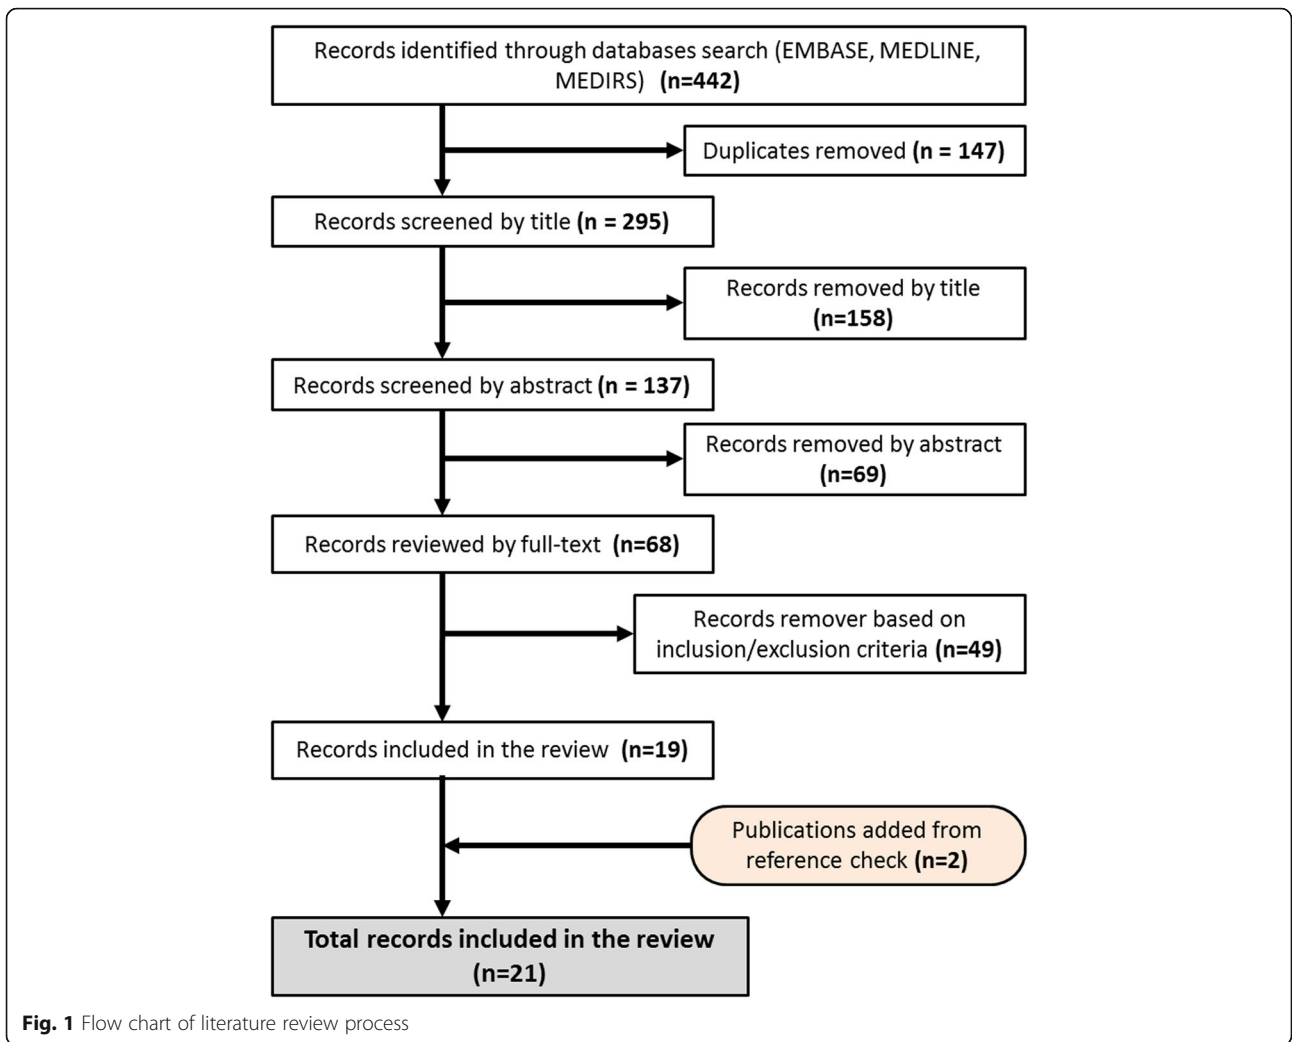 Records identified through databases search (EMBASE, MEDLINE,
MEDIRS) (n=442)
Duplicates removed (n = 147)
Records screened by title (n = 295)
Records removed by title
(n=158)
Records screened by abstract (n = 137)
Records removed by abstract
(n=69)
Records reviewed by full-text (n=68)
Records remover based on
inclusion/exclusion criteria (n=49)
Records included in the review (n=19)
Publications added from
reference check (n=2)
Total records included in the review
(n=21)
Fig. 1 Flow chart of literature review process